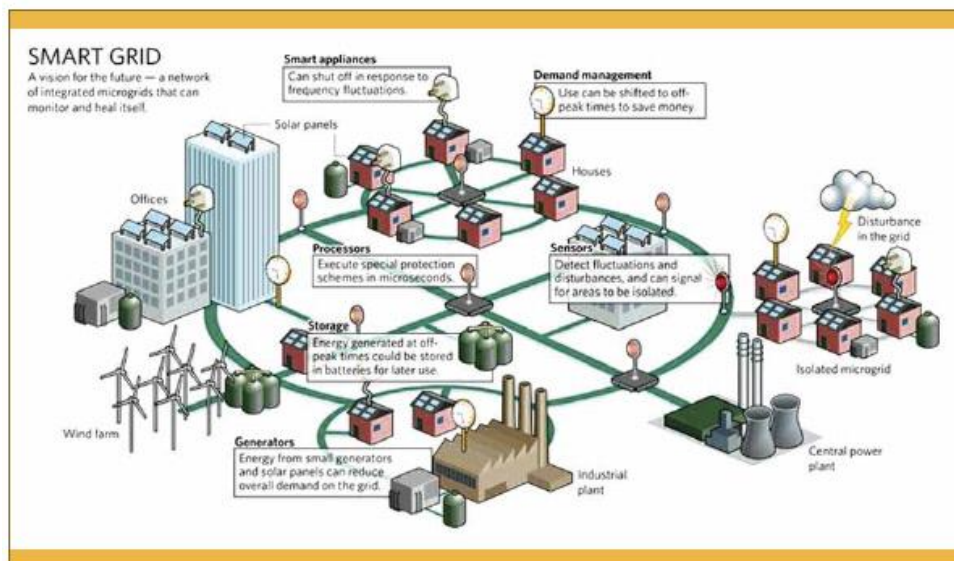 SMART GRID
A vision for the future — a network
of integrated microgrids that can
monitor and heal itself.
Smart appliances
Can shut off in response to
frequency fluctuations.
Demand management
Use can be shifted to off-
peak times to save money.
Solar panels
Houses
Offices
Disturbance
in the grid
Processors
Execute special protection
schemes in microseconds.
Sensors
Detect fluctuations and
disturbances, and can signal
for areas to be isolated.
Storage
Energy generated at off-
peak times could be stored
in batteries for later use.
Isolated microgrid
Wind farm
Generators
Energy from small generators
and solar panels can reduce
overall demand on the grid.
Industrial
plant
Central power
plant